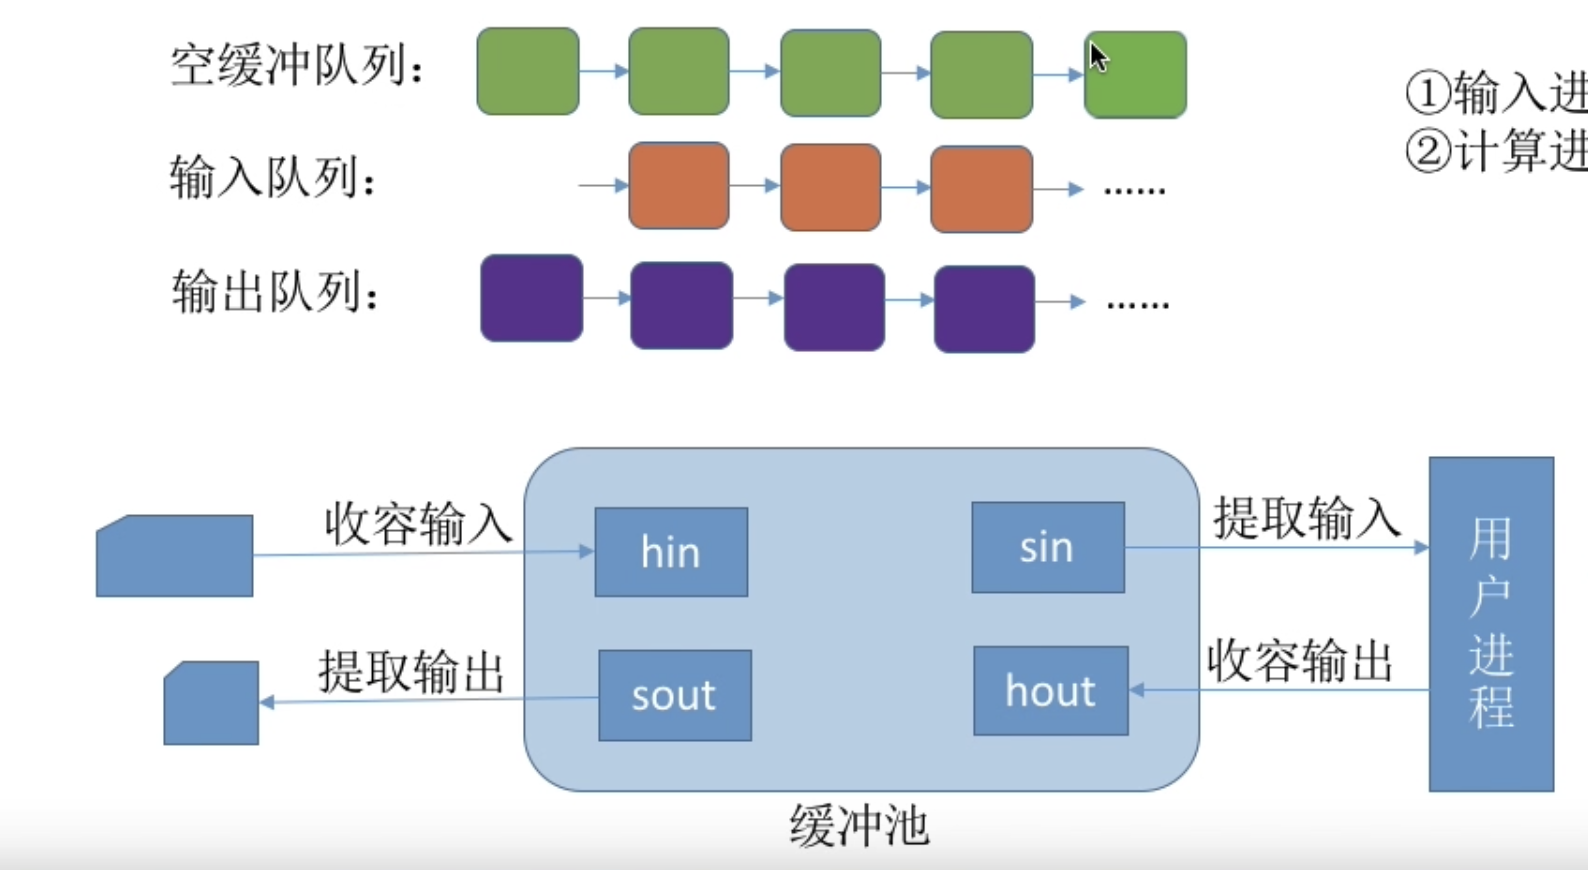 空缓冲队列：
输入队列：
……
输出队列：
……
①输入进
②计算进
收容输入
hin
sin
提取输入
用户进程
提取输出
sout
hout
收容输出
缓冲池